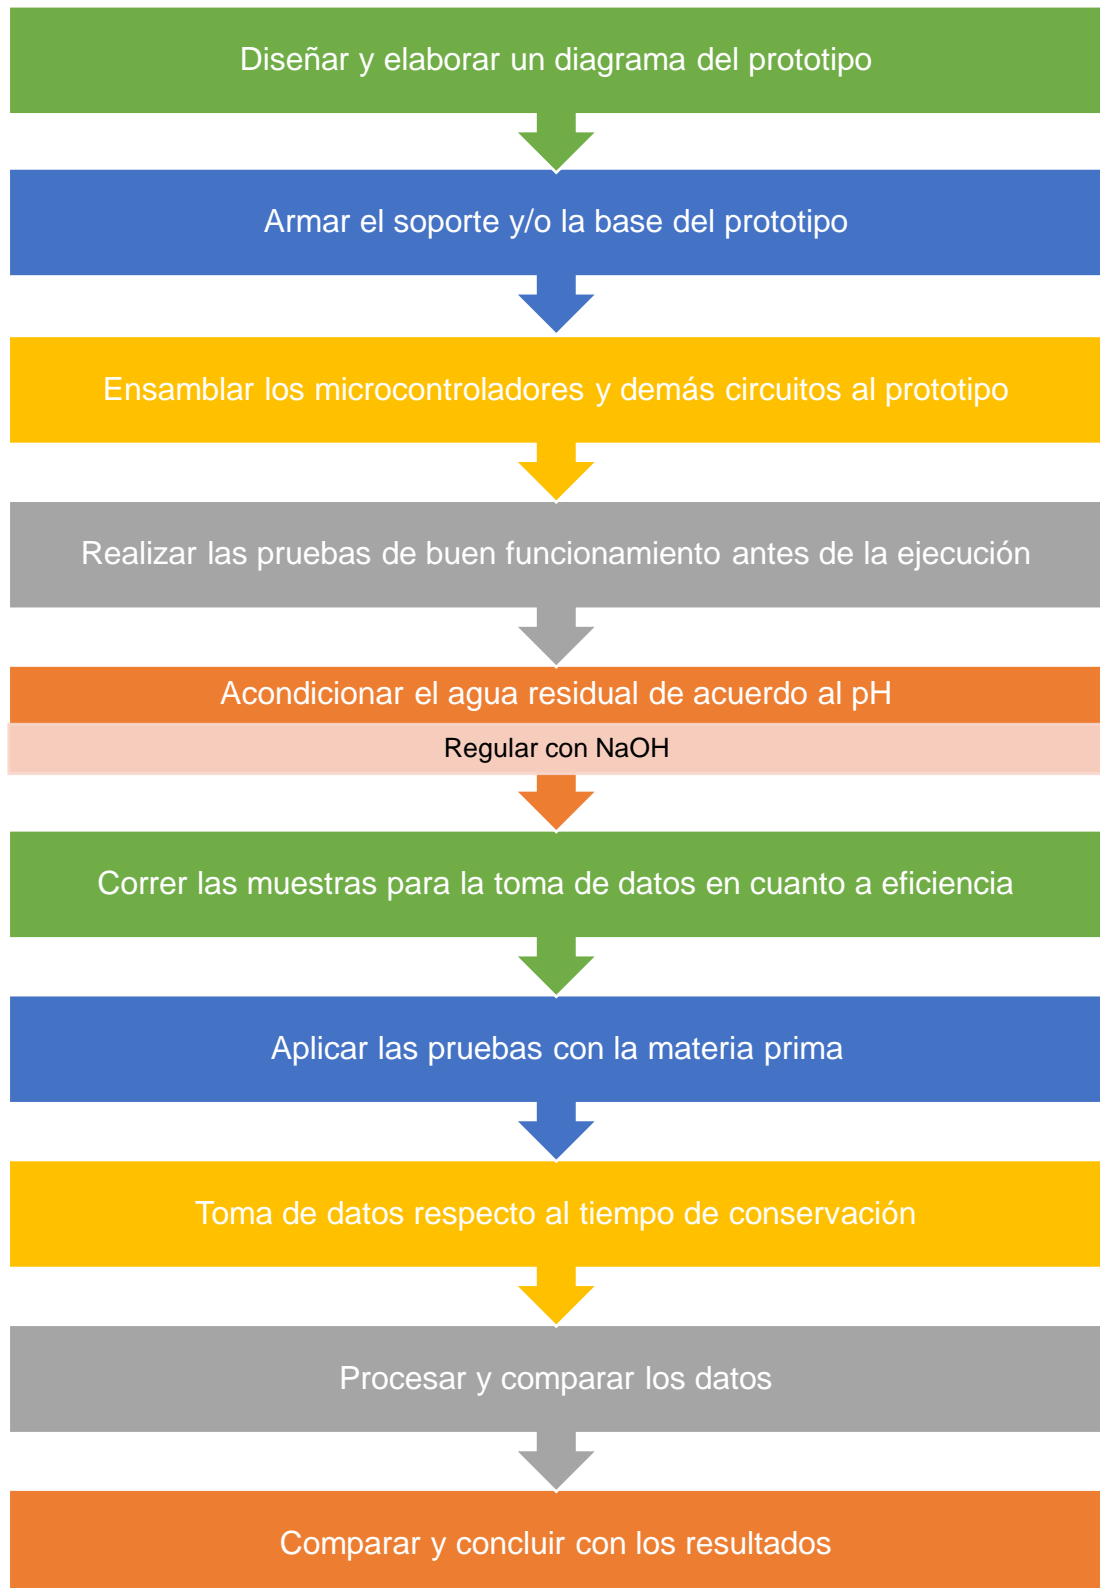 Diseñar y elaborar un diagrama del prototipo
Armar el soporte y/o la base del prototipo
Ensamblar los microcontroladores y demás circuitos al prototipo
Realizar las pruebas de buen funcionamiento antes de la ejecución
Acondicionar el agua residual de acuerdo al pH
Regular con NaOH
Correr las muestras para la toma de datos en cuanto a eficiencia
Aplicar las pruebas con la materia prima
Toma de datos respecto al tiempo de conservación
Procesar y comparar los datos
Comparar y concluir con los resultados